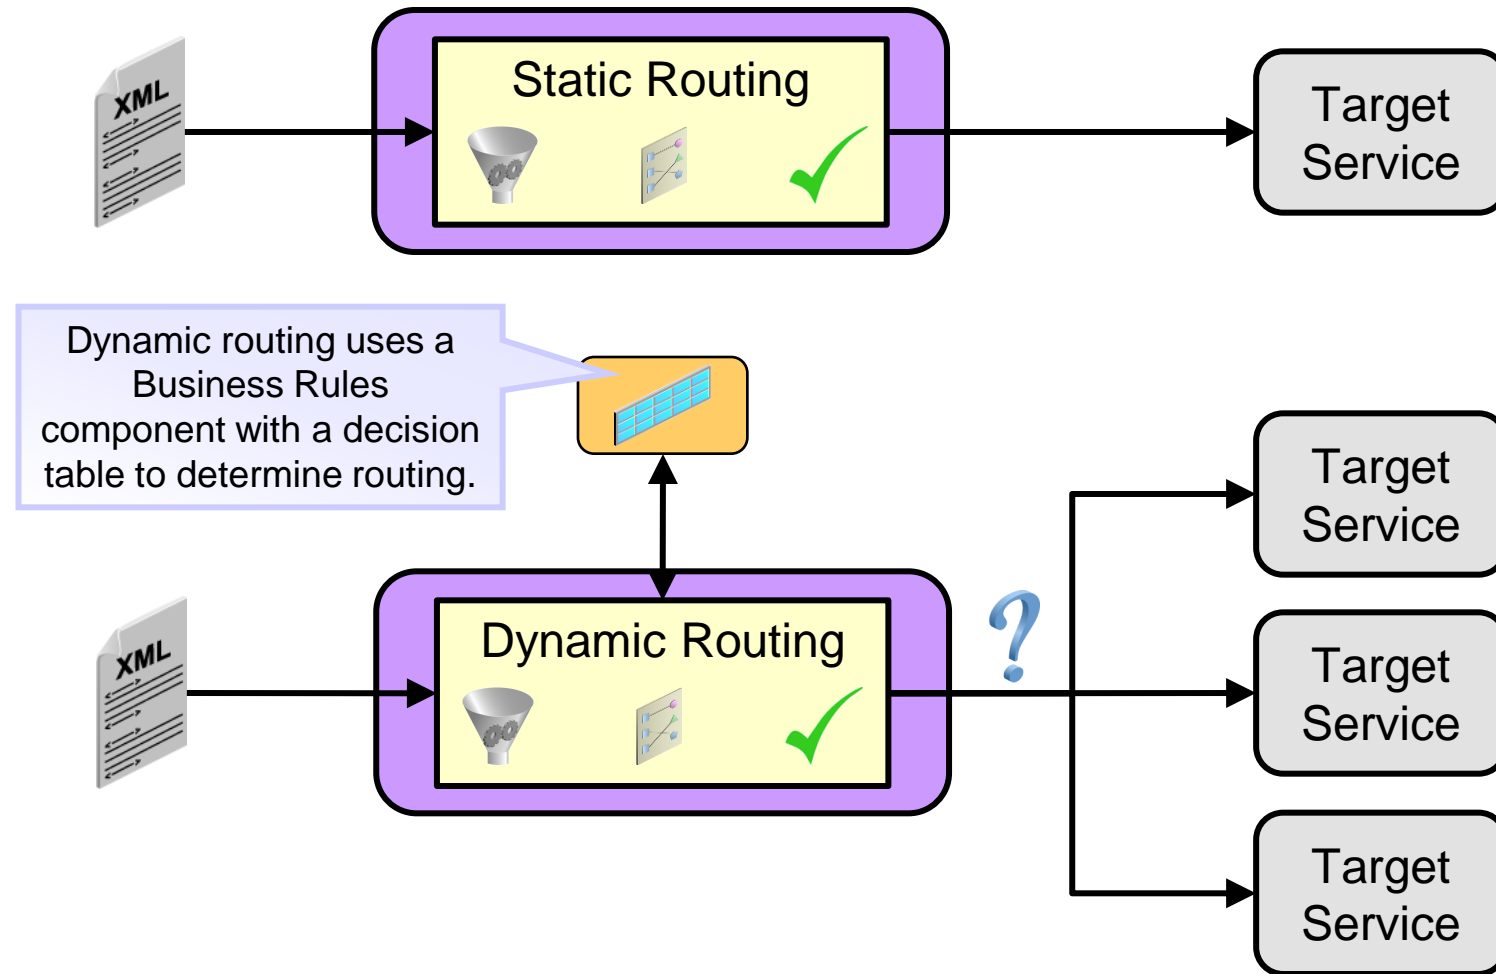 XML
Static Routing
Target
Service
Dynamic routing uses a
Business Rules
component with a decision
table to determine routing.
Target
Service
XML
Dynamic Routing
?
Target
Service
Target
Service